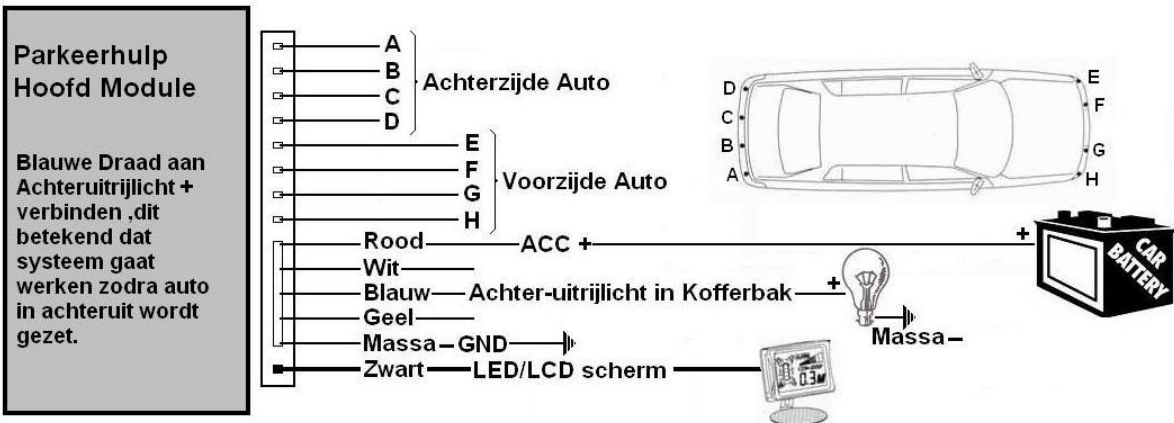 Parkeerhulp
Hoofd Module
Blauwe Draad aan
Achteruitrijlicht +
verbinden ,dit
betekend dat
systeem gaat
werken zodra auto
in achteruit wordt
gezet.
A
B
C
D
Achterzijde Auto
E
F
G
H
Voorzijde Auto
Rood ACC +
Wit
Blauw Achter-uitrijlicht in Kofferbak
Geel
Massa – GND
Zwart LED/LCD scherm
D
C
B
A
E
F
G
H
+
CAR
BATTERY
+
Massa –
0.3M